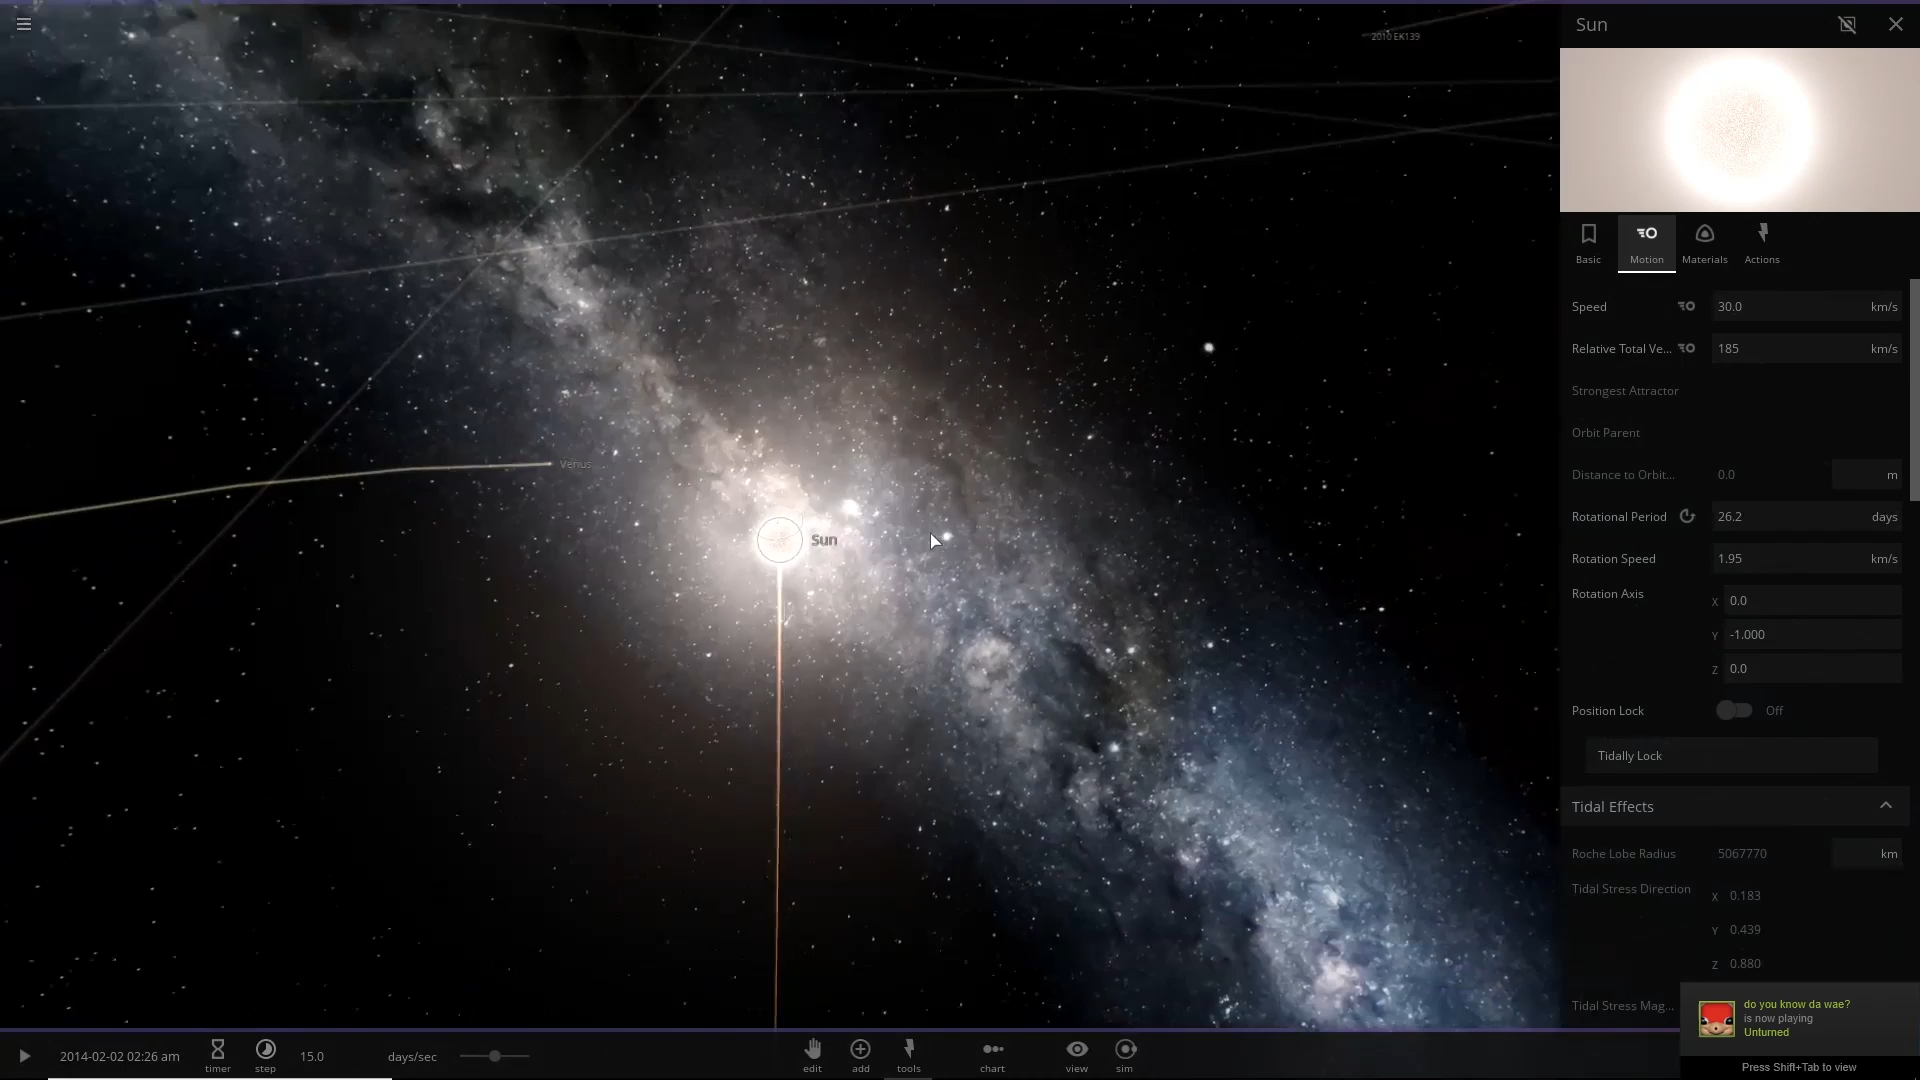 2010 EK139
Venus
Sun
Sun
Basic
Motion
Materials
Actions
Speed 30.0 km/s
Relative Total Ve... 185 km/s
Strongest Attractor
Orbit Parent
Distance to Orbit... 0.0 m
Rotational Period 26.2 days
Rotation Speed 1.95 km/s
Rotation Axis X 0.0
Y -1.000
Z 0.0
Position Lock Off
Tidally Lock
Tidal Effects
Roche Lobe Radius 5067770 km
Tidal Stress Direction X 0.183
Y 0.439
Z 0.880
Tidal Stress Mag...
do you know da wae?
is now playing
Unturned
Press Shift+Tab to view
2014-02-02 02:26 am
timer
step
15.0 days/sec
edit
add
tools
chart
view
sim